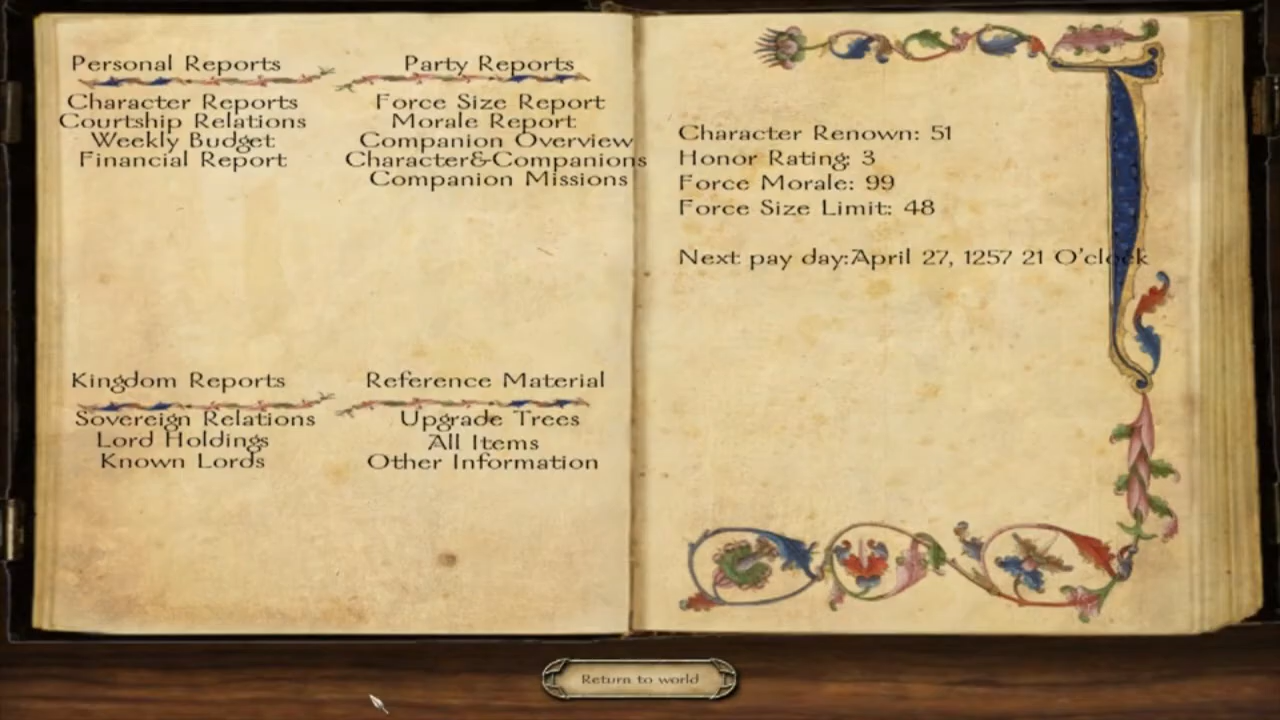 Personal Reports
Character Reports
Courtship Relations
Weekly Budget
Financial Report
Party Reports
Force Size Report
Morale Report
Companion Overview
Character&Companions
Companion Missions
Kingdom Reports
Sovereign Relations
Lord Holdings
Known Lords
Reference Material
Upgrade Trees
All Items
Other Information
Character Renown: 51
Honor Rating: 3
Force Morale: 99
Force Size Limit: 48
Next pay day:April 27, 1257 21 O'clock
Return to world